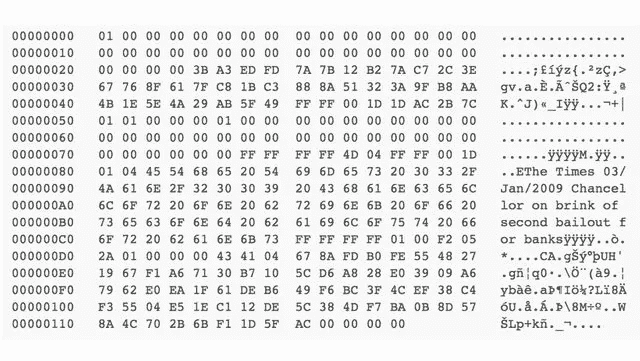 00000000 01 00 00 00 00 00 00 00 00 00 00 00 00 00 00 00 ................
00000010 00 00 00 00 00 00 00 00 00 00 00 00 00 00 00 00 ................
00000020 00 00 00 00 3B A3 ED FD 7A 7B 12 B2 7A C7 2C 3E ....;£íýz{.²zÇ,>
00000030 67 76 8F 61 7F C8 1B C3 88 8A 51 32 3A 9F B8 AA gv.a.È.ÈŠQ2:Ÿ¸ª
00000040 4B 1E 5E 4A 29 AB 5F 49 FF FF 00 1D 1D AC 2B 7C K.^J)«_Iÿÿ...¬+|
00000050 01 01 00 00 00 01 00 00 00 00 00 00 00 00 00 00 ................
00000060 00 00 00 00 00 00 00 00 00 00 00 00 00 00 00 00 ................
00000070 00 00 00 00 00 00 FF FF FF FF 4D 04 FF FF 00 1D ......ÿÿÿÿM.ÿÿ..
00000080 01 04 45 54 68 65 20 54 69 6D 65 73 20 30 33 2F ..EThe Times 03/
00000090 4A 61 6E 2F 32 30 30 39 20 43 68 61 6E 63 65 6C Jan/2009 Chancel
000000A0 6C 6F 72 20 6F 6E 20 62 72 69 6E 6B 20 6F 66 20 lor on brink of
000000B0 73 65 63 6F 6E 64 20 62 61 69 6C 6F 75 74 20 66 second bailout f
000000C0 6F 72 20 62 61 6E 6B 73 FF FF FF FF 01 00 F2 05 or banksÿÿÿÿ..ò.
000000D0 2A 01 00 00 00 43 41 04 67 8A FD B0 FE 55 48 27 *....CA.gŠý°þUH'
000000E0 19 67 F1 A6 71 30 B7 10 5C D6 A8 28 E0 39 09 A6 .gñ¦q0·.\Ö¨(à9.¦
000000F0 79 62 E0 EA 1F 61 DE B6 49 F6 BC 3F 4C EF 38 C4 ybàê.aÞ¶Iö¼?Lï8Ä
00000100 F3 55 04 E5 1E C1 12 DE 5C 38 4D F7 BA 0B 8D 57 óU.å.Á.Þ\8M÷º..W
00000110 8A 4C 70 2B 6B F1 1D 5F AC 00 00 00 00 ŠLp+kñ._¬....